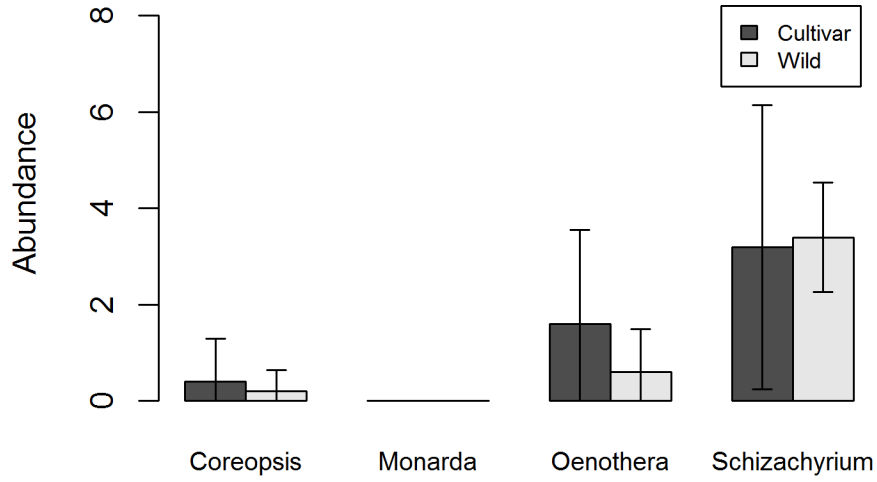 Abundance
8
6
4
2
0
Cultivar
Wild
Coreopsis
Monarda
Oenothera
Schizachyrium